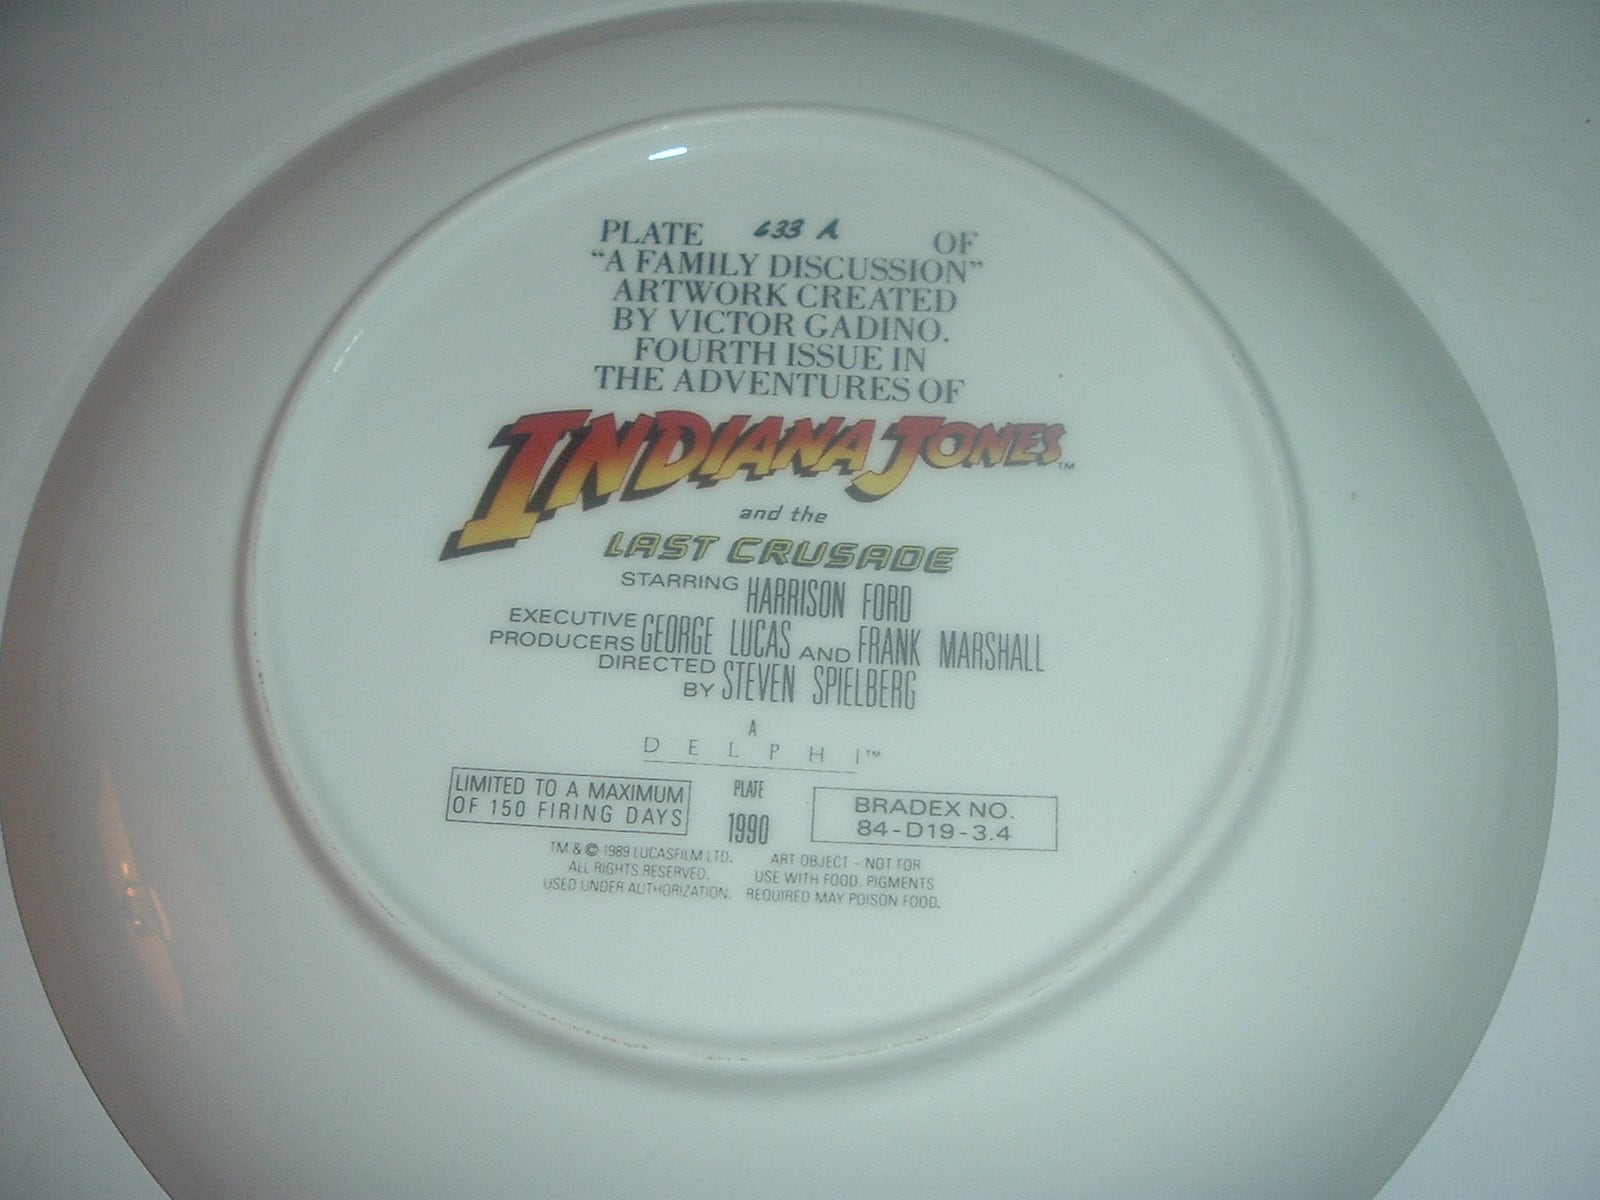 PLATE 633 A OF
"A FAMILY DISCUSSION"
ARTWORK CREATED
BY VICTOR GADINO.
FOURTH ISSUE IN
THE ADVENTURES OF
INDIANA JONES™
and the
LAST CRUSADE
STARRING HARRISON FORD
EXECUTIVE PRODUCERS GEORGE LUCAS AND FRANK MARSHALL
DIRECTED BY STEVEN SPIELBERG
A
DELPHI™
PLATE
1990
LIMITED TO A MAXIMUM
OF 150 FIRING DAYS
BRADEX NO.
84-D19-3.4
TM & © 1989 LUCASFILM LTD.
ALL RIGHTS RESERVED.
USED UNDER AUTHORIZATION.
ART OBJECT - NOT FOR
USE WITH FOOD. PIGMENTS
REQUIRED MAY POISON FOOD.